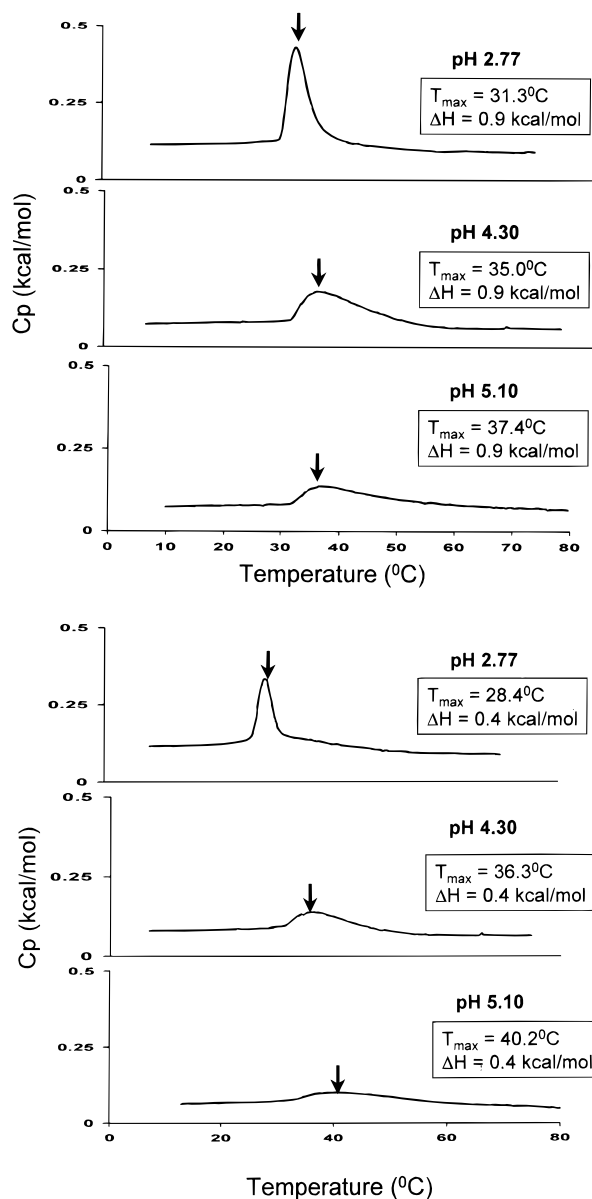 0.5
pH 2.77
Tmax = 31.3⁰C
ΔH = 0.9 kcal/mol
0.25
0
0.5
pH 4.30
Tmax = 35.0⁰C
ΔH = 0.9 kcal/mol
0.25
0
0.5
pH 5.10
Tmax = 37.4⁰C
ΔH = 0.9 kcal/mol
0.25
0
Cp (kcal/mol)
0 10 20 30 40 50 60 70 80
Temperature (⁰C)
0.5
pH 2.77
Tmax = 28.4⁰C
ΔH = 0.4 kcal/mol
0.25
0
0.5
pH 4.30
Tmax = 36.3⁰C
ΔH = 0.4 kcal/mol
0.25
0
0.5
pH 5.10
Tmax = 40.2⁰C
ΔH = 0.4 kcal/mol
0.25
0
Cp (kcal/mol)
0 20 40 60 80
Temperature (⁰C)